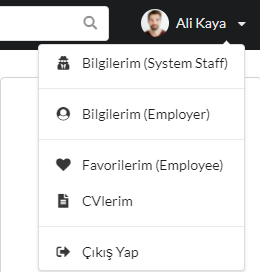 Ali Kaya
Bilgilerim (System Staff)
Bilgilerim (Employer)
Favorilerim (Employee)
CVlerim
Çıkış Yap